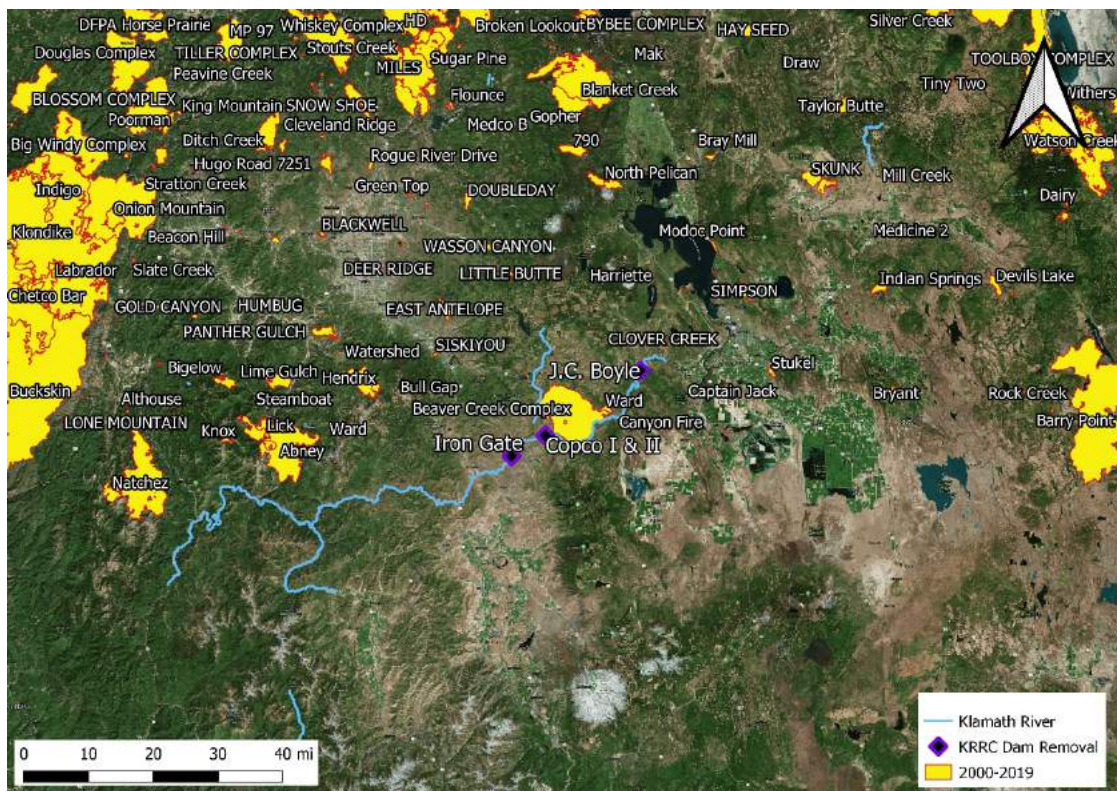 DFPA Horse Prairie
MP 97
Whiskey Complex
HD
Broken Lookout
BYBEE COMPLEX
HAY SEED
Silver Creek
Douglas Complex
TILLER COMPLEX
Stouts Creek
Sugar Pine
Mak
Draw
TOOLBOX COMPLEX
Peavine Creek
MILES
Tiny Two
Withers
BLOSSOM COMPLEX
King Mountain
SNOW SHOE
Flounce
Blanket Creek
Taylor Butte
Poorman
Cleveland Ridge
Medco B
Gopher
Big Windy Complex
Ditch Creek
790
Bray Mill
Watson Creek
Hugo Road 7251
Rogue River Drive
Indigo
Stratton Creek
Green Top
DOUBLEDAY
North Pelican
SKUNK
Mill Creek
Dairy
Onion Mountain
Klondike
Beacon Hill
BLACKWELL
WASSON CANYON
Modoc Point
Medicine 2
Labrador
Slate Creek
DEER RIDGE
LITTLE BUTTE
Harriette
Indian Springs
Devils Lake
Chetco Bar
GOLD CANYON
HUMBUG
EAST ANTELOPE
SIMPSON
PANTHER GULCH
Watershed
SISKIYOU
CLOVER CREEK
Bigelow
Lime Gulch
Hendrix
J.C. Boyle
Stukel
Buckskin
Althouse
Steamboat
Bull Gap
Ward
Captain Jack
Bryant
Rock Creek
LONE MOUNTAIN
Knox
Lick
Ward
Beaver Creek Complex
Canyon Fire
Barry Point
Abney
Iron Gate
Copco I & II
Natchez
0 10 20 30 40 mi
Klamath River
KRRC Dam Removal
2000-2019